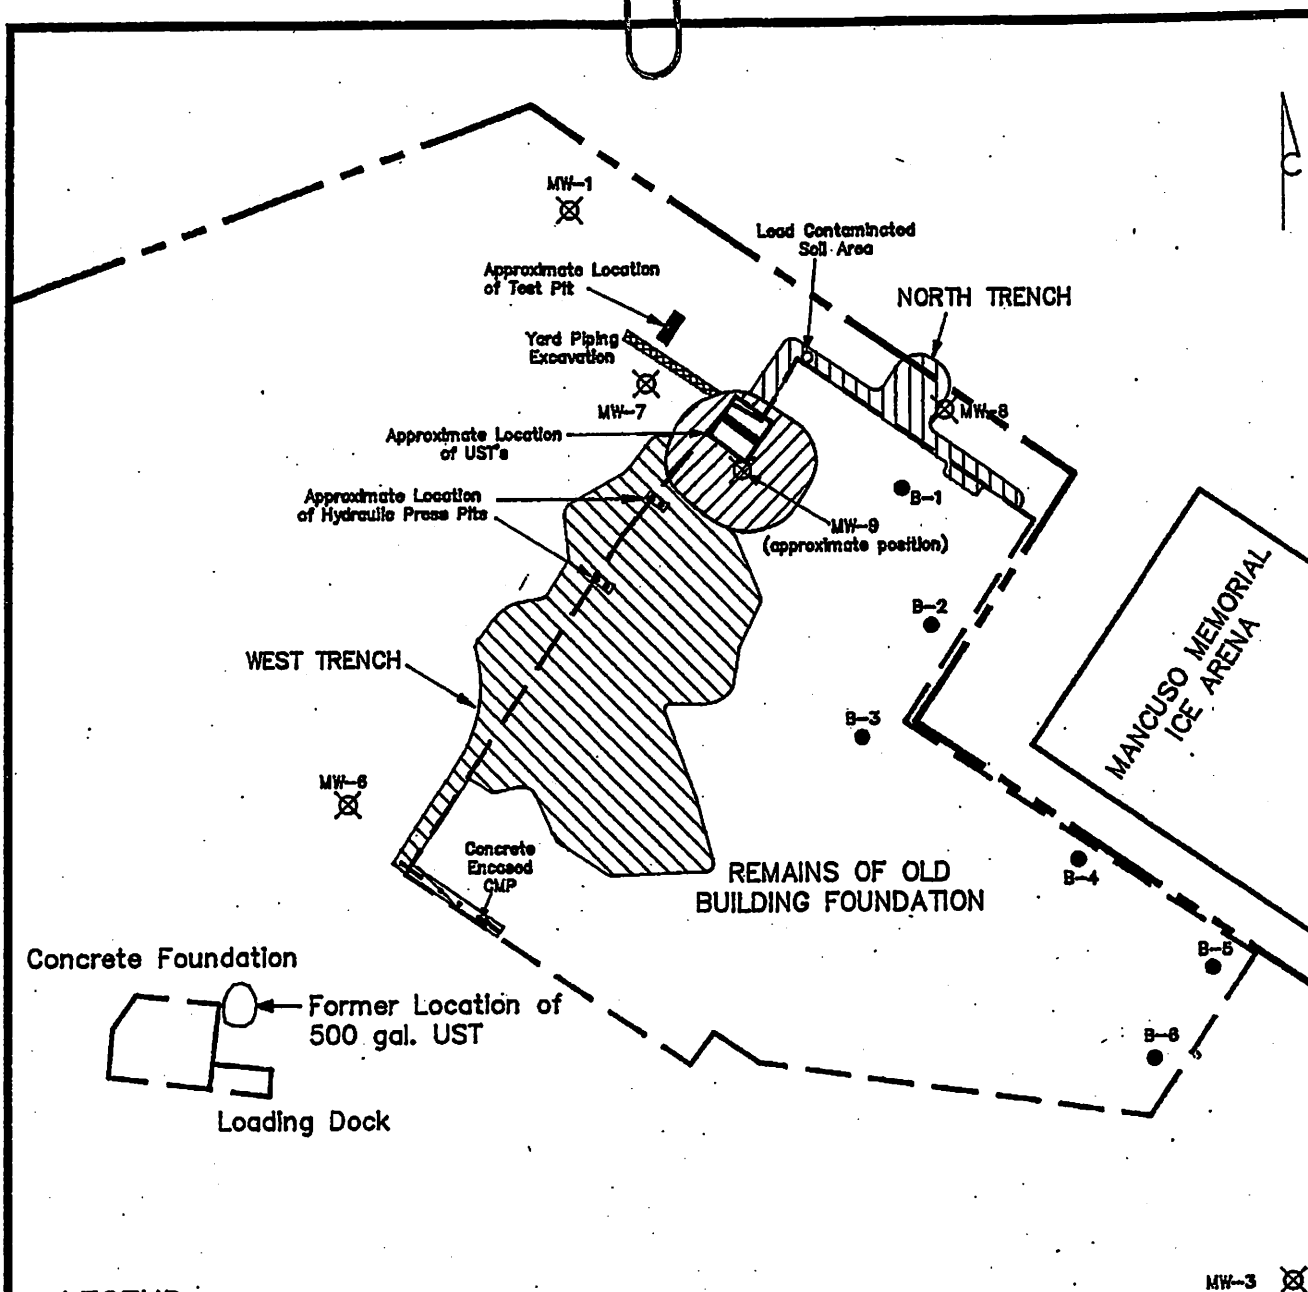 MW-1
Lead Contaminated
Soil Area
Approximate Location
of Test Pit
NORTH TRENCH
Yard Piping
Excavation
MW-7
MW-8
Approximate Location
of UST's
Approximate Location
of Hydraulic Press Pits
B-1
MW-9
(approximate position)
B-2
MANCUSO MEMORIAL
ICE ARENA
WEST TRENCH
B-3
MW-6
Concrete
Encased
CMP
REMAINS OF OLD
BUILDING FOUNDATION
B-4
Concrete Foundation
B-5
Former Location of
500 gal. UST
B-6
Loading Dock
MW-3